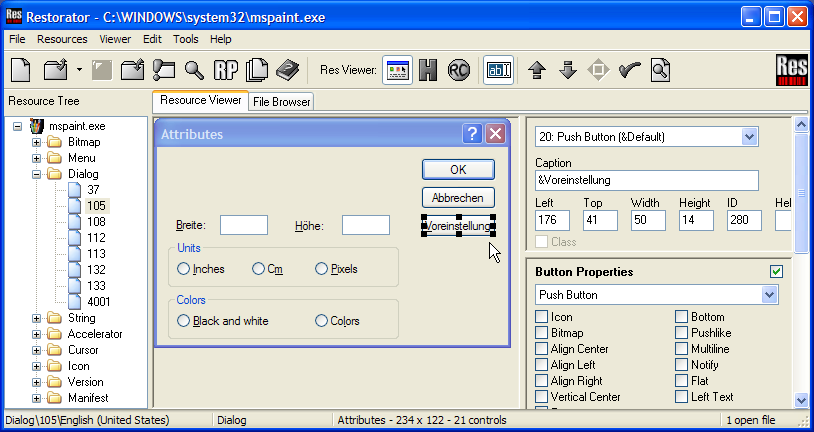 Restorator - C:\WINDOWS\system32\mspaint.exe
File Resources Viewer Edit Tools Help
RP Res Viewer: H RC ab Res
Resource Tree
Resource Viewer File Browser
mspaint.exe
Bitmap
Menu
Dialog
37
105
108
112
113
132
133
4001
String
Accelerator
Cursor
Icon
Version
Manifest
Attributes
OK
Abbrechen
Voreinstellung
Breite: Höhe:
Units
Inches Cm Pixels
Colors
Black and white Colors
20: Push Button (&Default)
Caption
&Voreinstellung
Left Top Width Height ID Hel
176 41 50 14 280
Class
Button Properties
Push Button
Icon Bottom
Bitmap Pushlike
Align Center Multiline
Align Left Notify
Align Right Flat
Vertical Center Left Text
Dialog\105\English (United States) Dialog Attributes - 234 x 122 - 21 controls 1 open file